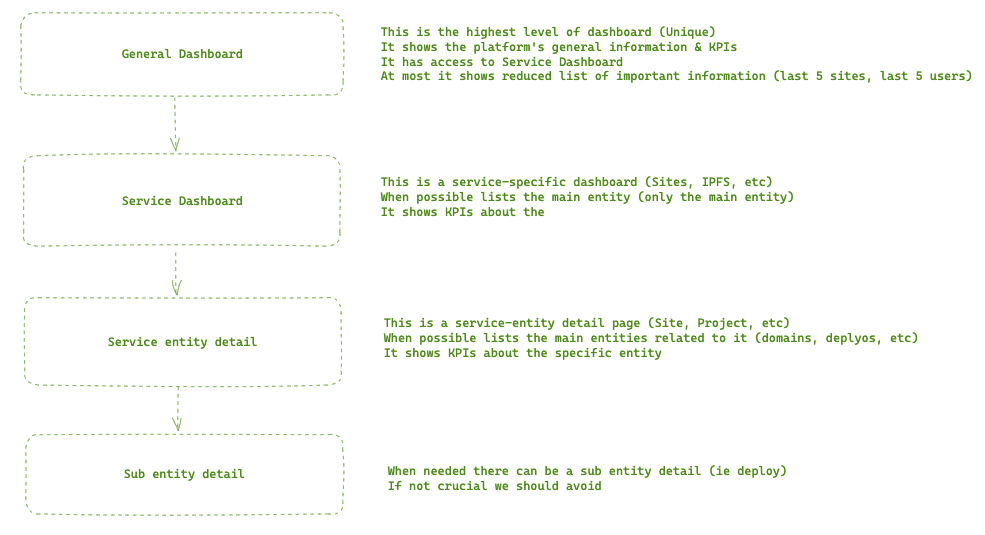 General Dashboard
This is the highest level of dashboard (Unique)
It shows the platform's general information & KPIs
It has access to Service Dashboard
At most it shows reduced list of important information (last 5 sites, last 5 users)
Service Dashboard
This is a service-specific dashboard (Sites, IPFS, etc)
When possible lists the main entity (only the main entity)
It shows KPIs about the
Service entity detail
This is a service-entity detail page (Site, Project, etc)
When possible lists the main entities related to it (domains, deplyos, etc)
It shows KPIs about the specific entity
Sub entity detail
When needed there can be a sub entity detail (ie deploy)
If not crucial we should avoid